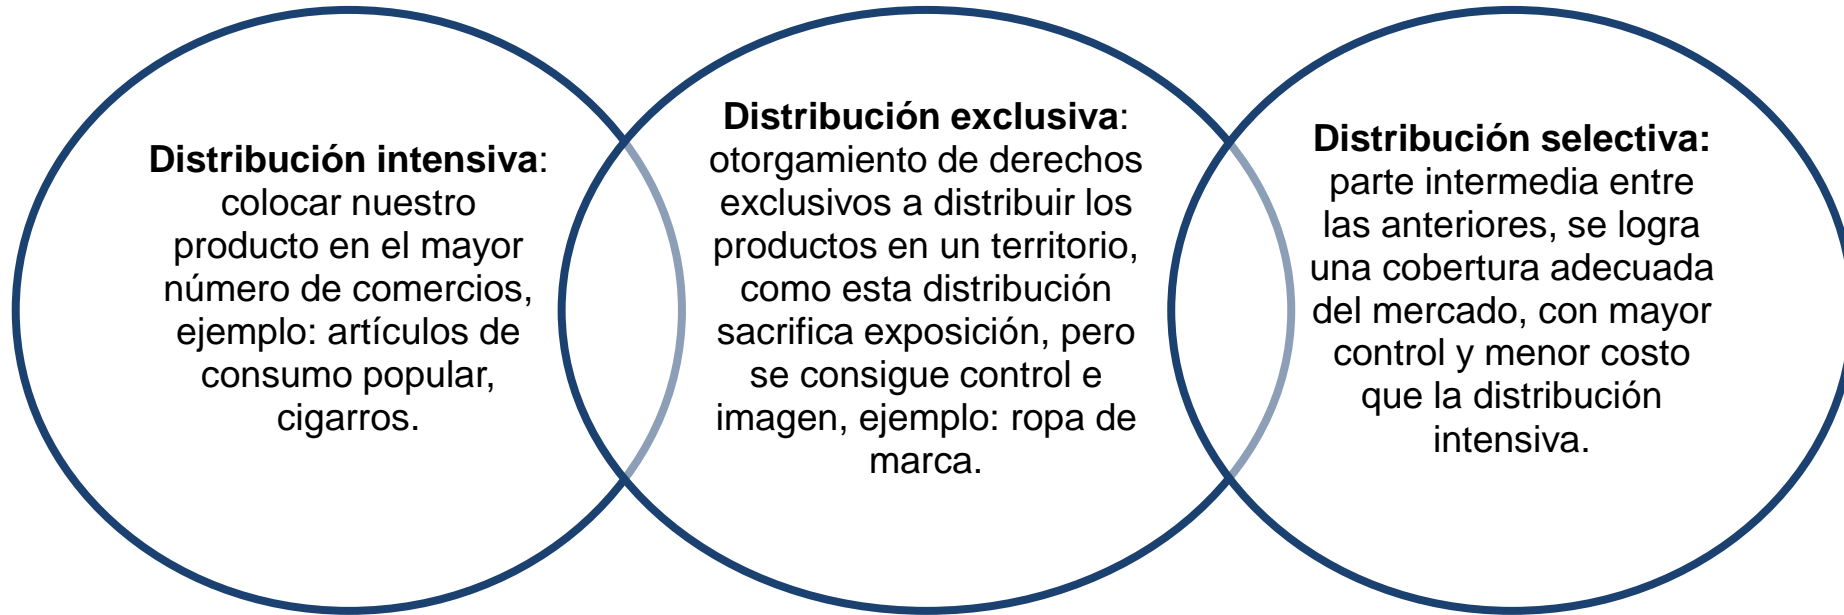 Distribución intensiva:
colocar nuestro
producto en el mayor
número de comercios,
ejemplo: artículos de
consumo popular,
cigarros.
Distribución exclusiva:
otorgamiento de derechos
exclusivos a distribuir los
productos en un territorio,
como esta distribución
sacrifica exposición, pero
se consigue control e
imagen, ejemplo: ropa de
marca.
Distribución selectiva:
parte intermedia entre
las anteriores, se logra
una cobertura adecuada
del mercado, con mayor
control y menor costo
que la distribución
intensiva.